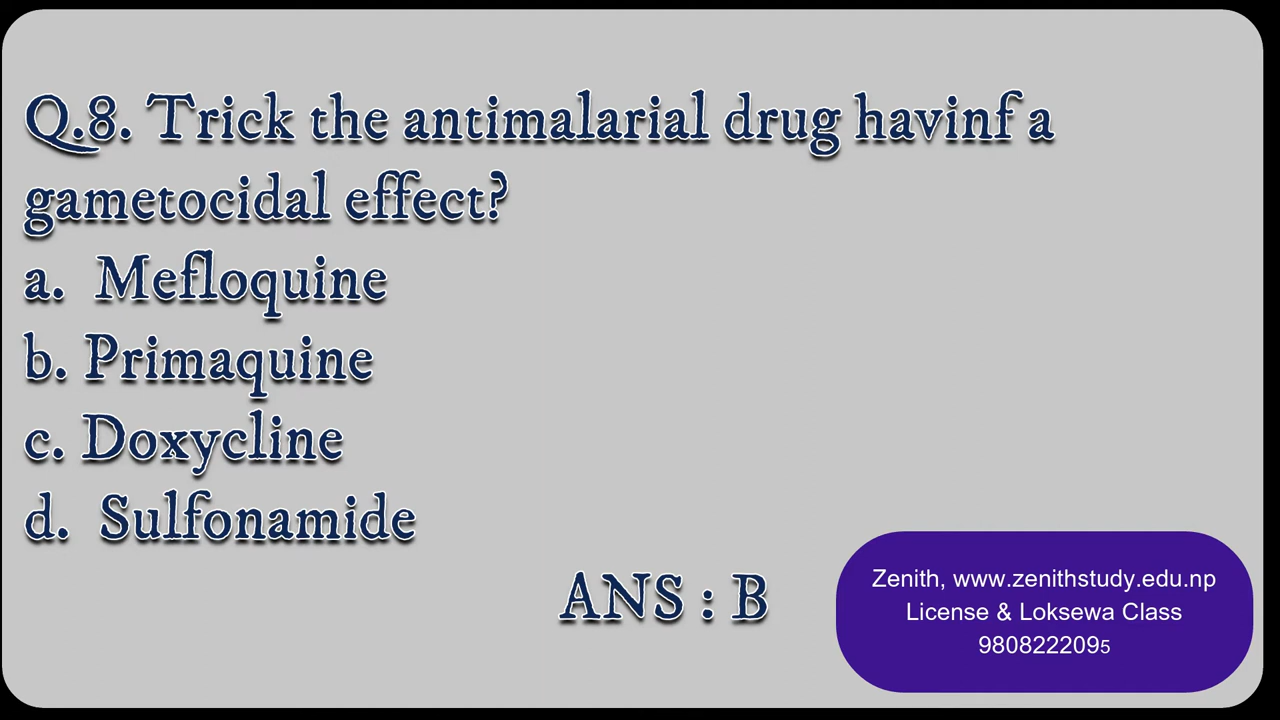 Q.8. Trick the antimalarial drug havinf a
gametocidal effect?
a. Mefloquine
b. Primaquine
c. Doxycline
d. Sulfonamide
ANS : B
Zenith, www.zenithstudy.edu.np
License & Loksewa Class
9808222095